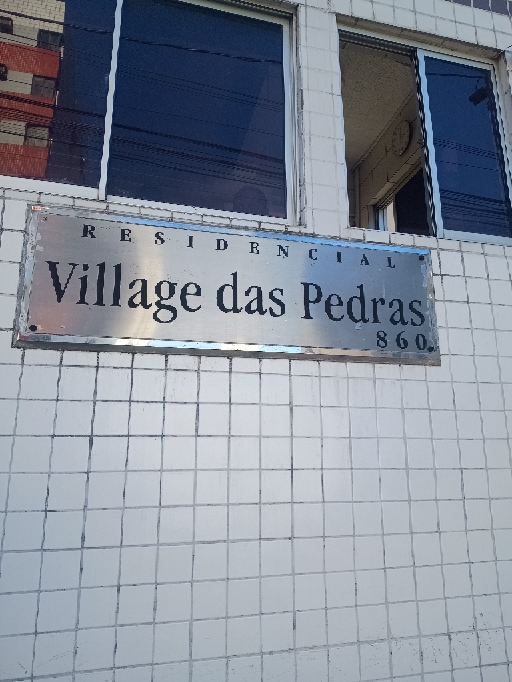 RESIDENCIAL
Village das Pedras
860